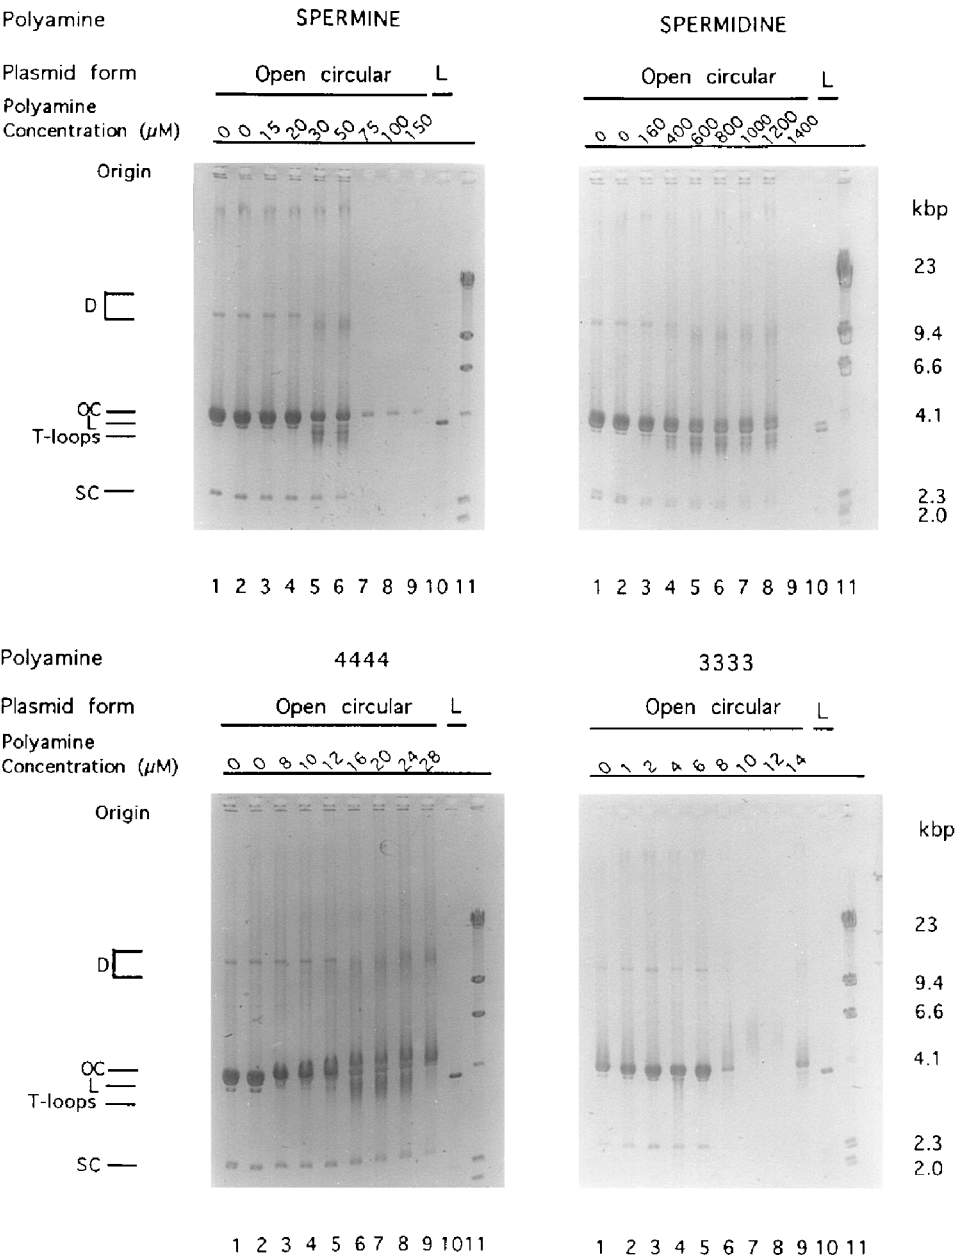 Polyamine SPERMINE SPERMIDINE
Plasmid form Open circular L Open circular L
Polyamine
Concentration (µM) 0 0 15 20 30 50 75 100 150 0 0 160 400 600 800 1000 1200 1400
Origin
kbp
23
D
9.4
6.6
OC 4.1
L
T-loops
SC 2.3
2.0
1 2 3 4 5 6 7 8 9 10 11 1 2 3 4 5 6 7 8 9 10 11
Polyamine 4444 3333
Plasmid form Open circular L Open circular L
Polyamine
Concentration (µM) 0 0 8 10 12 16 20 24 28 0 1 2 4 6 8 10 12 14
Origin
kbp
23
D
9.4
6.6
OC 4.1
L
T-loops
SC 2.3
2.0
1 2 3 4 5 6 7 8 9 10 11 1 2 3 4 5 6 7 8 9 10 11